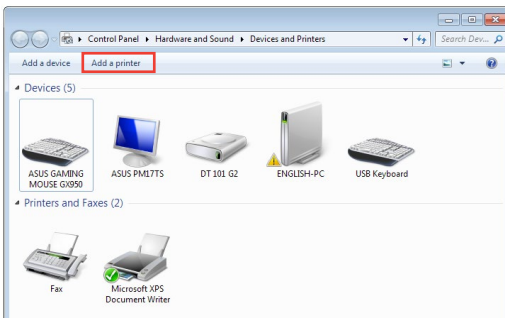 Control Panel ▸ Hardware and Sound ▸ Devices and Printers
Search Dev...
Add a device
Add a printer
Devices (5)
ASUS GAMING
MOUSE GX950
ASUS PM17TS
DT 101 G2
ENGLISH-PC
USB Keyboard
Printers and Faxes (2)
Fax
Microsoft XPS
Document Writer